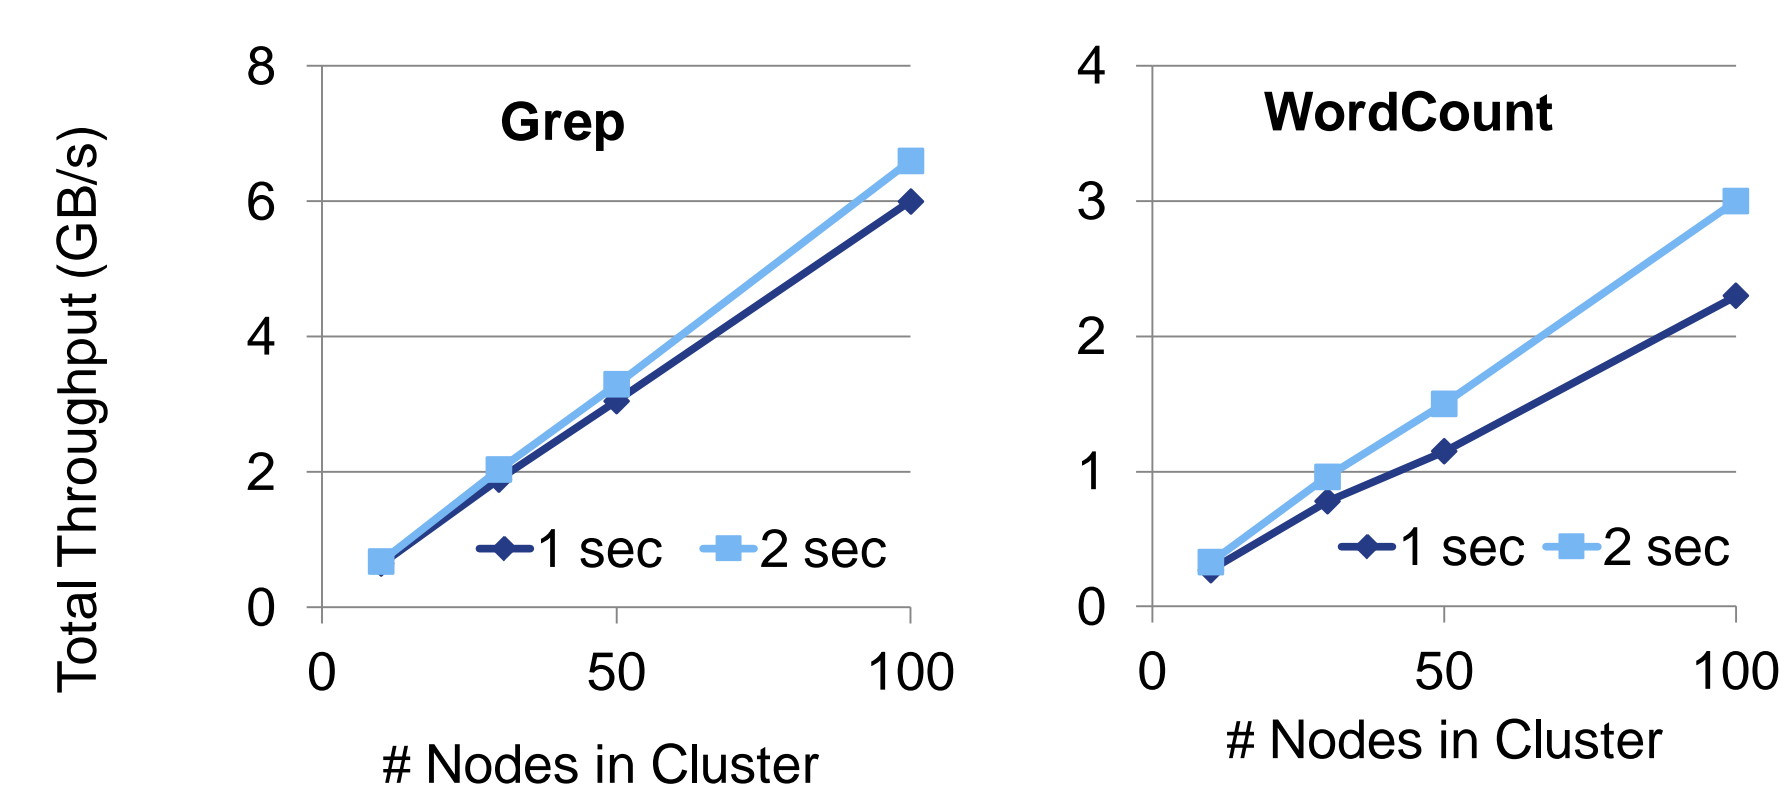 Total Throughput (GB/s)
Grep
8
6
4
2
0
1 sec
2 sec
0
50
100
# Nodes in Cluster
WordCount
4
3
2
1
0
1 sec
2 sec
0
50
100
# Nodes in Cluster